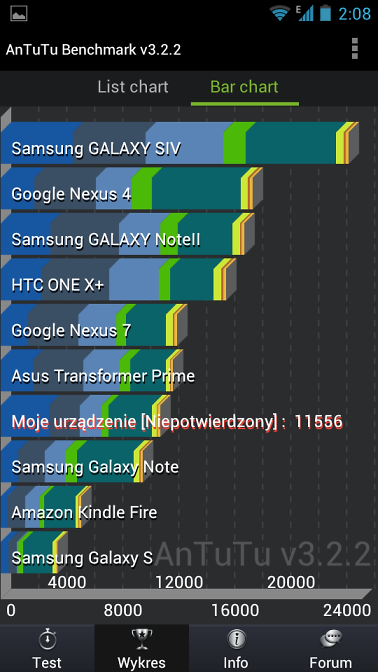 E 2:08
AnTuTu Benchmark v3.2.2
List chart Bar chart
Samsung GALAXY SIV
Google Nexus 4
Samsung GALAXY NoteII
HTC ONE X+
Google Nexus 7
Asus Transformer Prime
Moje urządzenie [Niepotwierdzony] : 11556
Samsung Galaxy Note
Amazon Kindle Fire
Samsung Galaxy S
AnTuTu v3.2.2
4000 12000 20000
0 8000 16000 24000
Test Wykres Info Forum